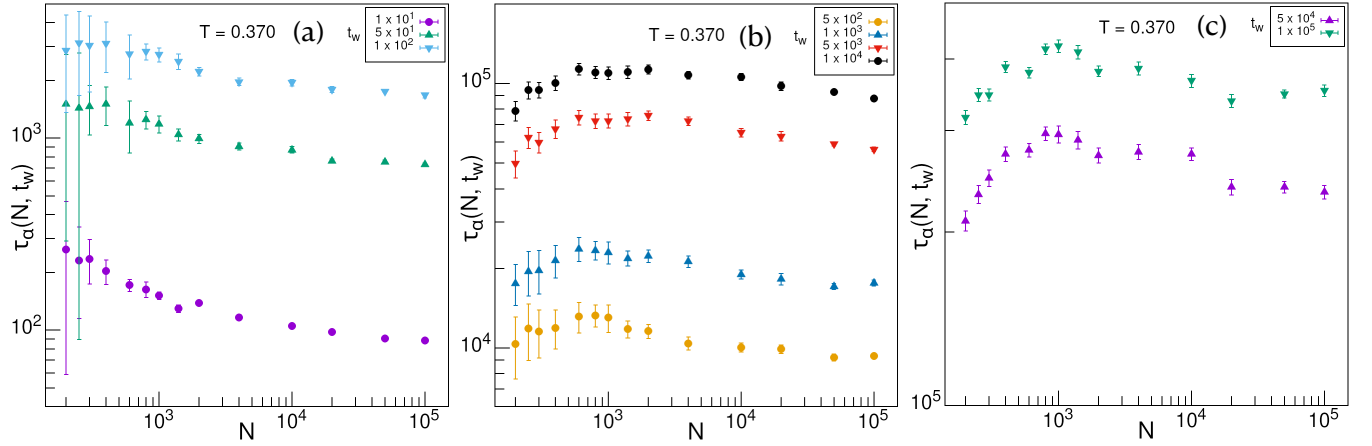 T = 0.370 (a) t_w
1 x 10^1
5 x 10^1
1 x 10^2
10^3
10^2
τ_α(N, t_w)
10^3 10^4 10^5
N
T = 0.370 (b) t_w
5 x 10^2
1 x 10^3
5 x 10^3
1 x 10^4
10^5
10^4
τ_α(N, t_w)
10^3 10^4 10^5
N
(c) T = 0.370 t_w
5 x 10^4
1 x 10^5
10^5
τ_α(N, t_w)
10^3 10^4 10^5
N